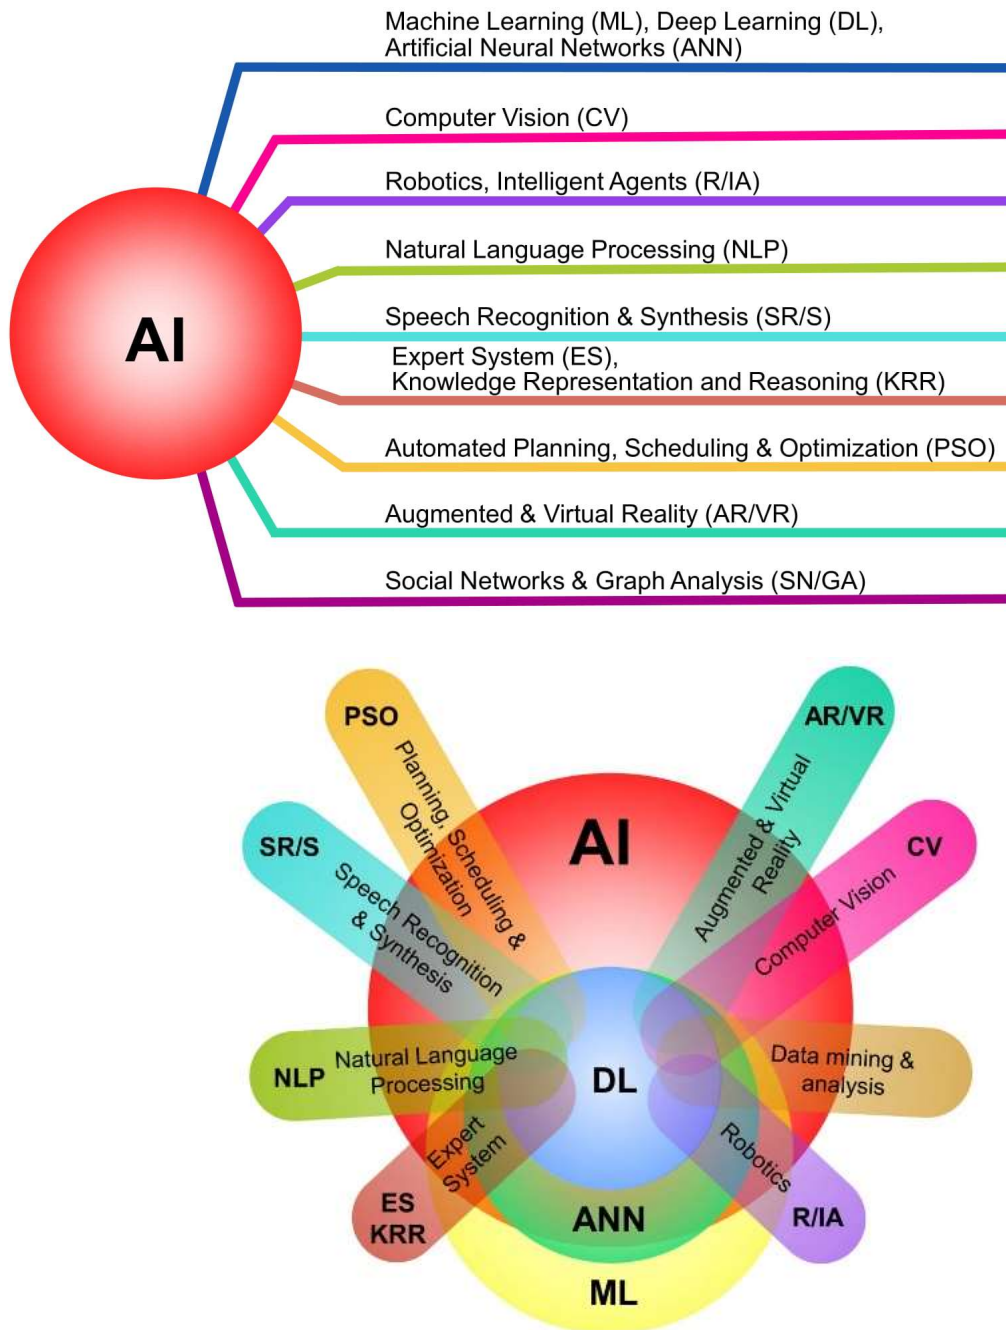 Machine Learning (ML), Deep Learning (DL),
Artificial Neural Networks (ANN)
Computer Vision (CV)
Robotics, Intelligent Agents (R/IA)
Natural Language Processing (NLP)
AI
Speech Recognition & Synthesis (SR/S)
Expert System (ES),
Knowledge Representation and Reasoning (KRR)
Automated Planning, Scheduling & Optimization (PSO)
Augmented & Virtual Reality (AR/VR)
Social Networks & Graph Analysis (SN/GA)
PSO
Planning, Scheduling &
Optimization
AR/VR
Augmented & Virtual
Reality
AI
SR/S
Speech Recognition
& Synthesis
CV
Computer Vision
NLP
Natural Language
Processing
DL
Data mining &
analysis
Expert
System
ES
KRR
Robotics
R/IA
ANN
ML